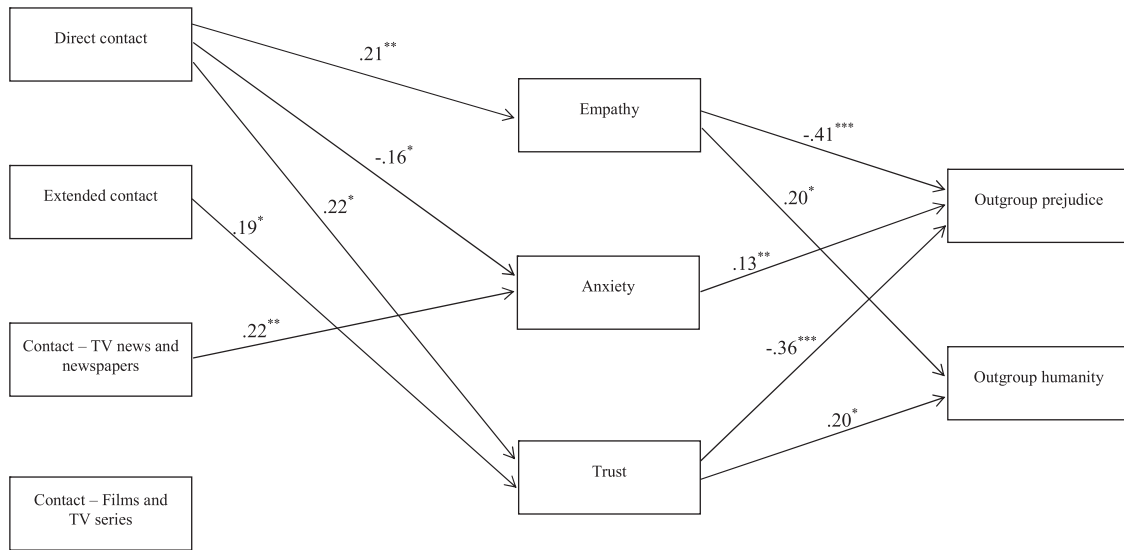 Direct contact
.21**
Empathy
-.41***
-.16*
Extended contact
.22*
.20*
Outgroup prejudice
.19*
.13**
Anxiety
Contact – TV news and
newspapers
.22**
-.36***
Outgroup humanity
.20*
Trust
Contact – Films and
TV series